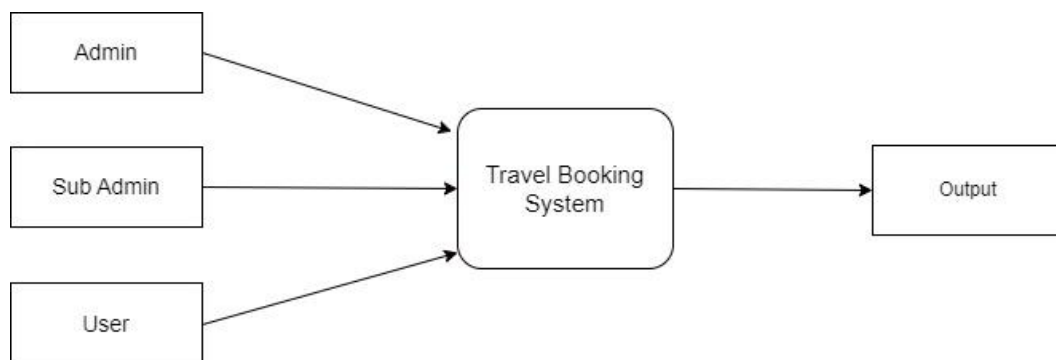 Admin
Sub Admin
Travel Booking
System
Output
User